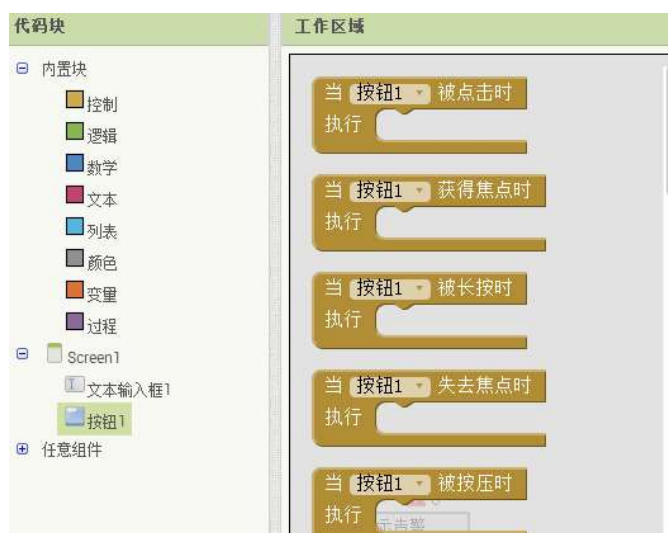 代码块
工作区域
内置块
控制
逻辑
数学
文本
列表
颜色
变量
过程
Screen1
文本输入框1
按钮1
任意组件
当 按钮1 被点击时
执行
当 按钮1 获得焦点时
执行
当 按钮1 被长按时
执行
当 按钮1 失去焦点时
执行
当 按钮1 被按压时
执行
示告警